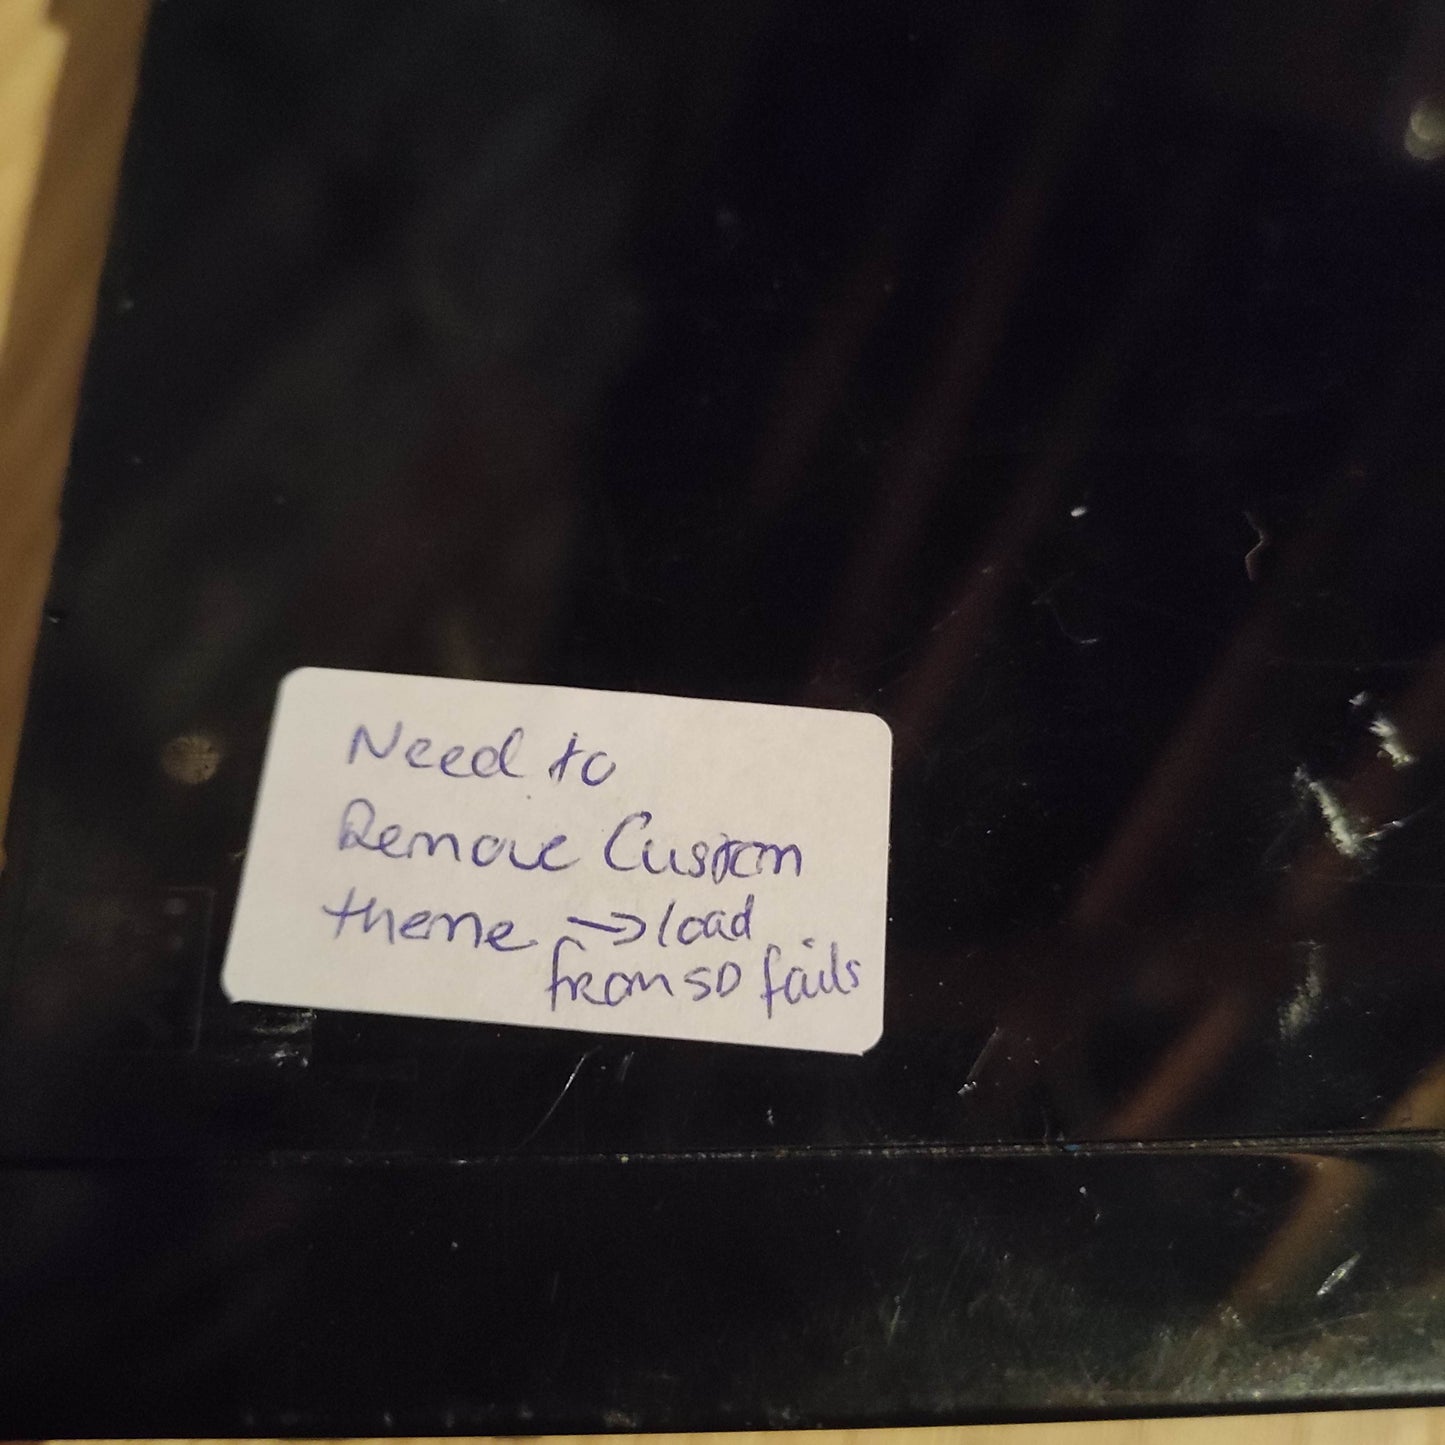 Need to
Remove Custom
theme → load
from SD fails